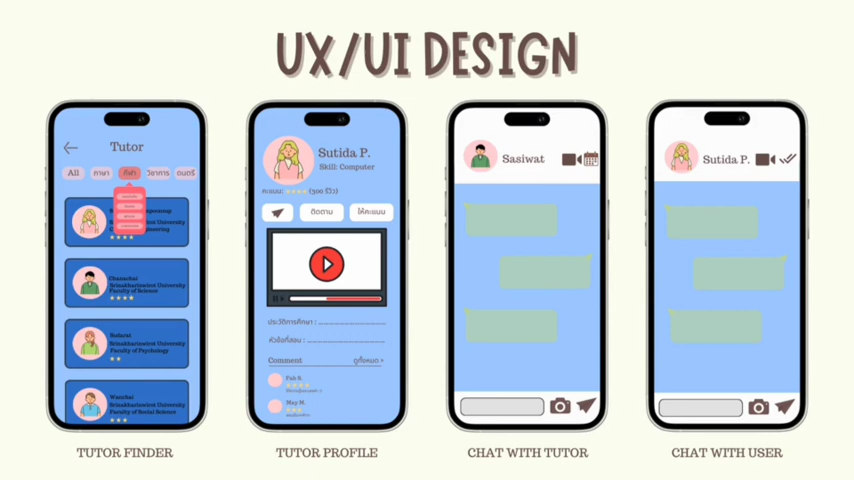 UX/UI DESIGN
Tutor
All ภาษา กีฬา วิชาการ ดนตรี
Srinakharinwirot University
Faculty of Science
Bodarat
Srinakharinwirot University
Faculty of Psychology
Wanchai
Srinakharinwirot University
Faculty of Social Science
TUTOR FINDER
Sutida P.
Skill: Computer
คะแนน: (300 รีวิว)
ติดตาม ให้คะแนน
ประวัติการศึกษา :
หัวข้อที่สอน :
Comment ดูทั้งหมด >
Fah S.
May M.
TUTOR PROFILE
Sasiwat
CHAT WITH TUTOR
Sutida P.
CHAT WITH USER